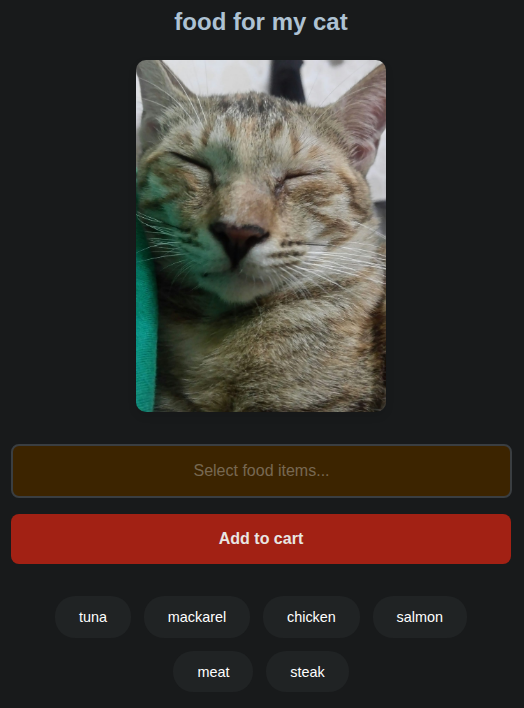 food for my cat
Select food items...
Add to cart
tuna mackarel chicken salmon
meat steak